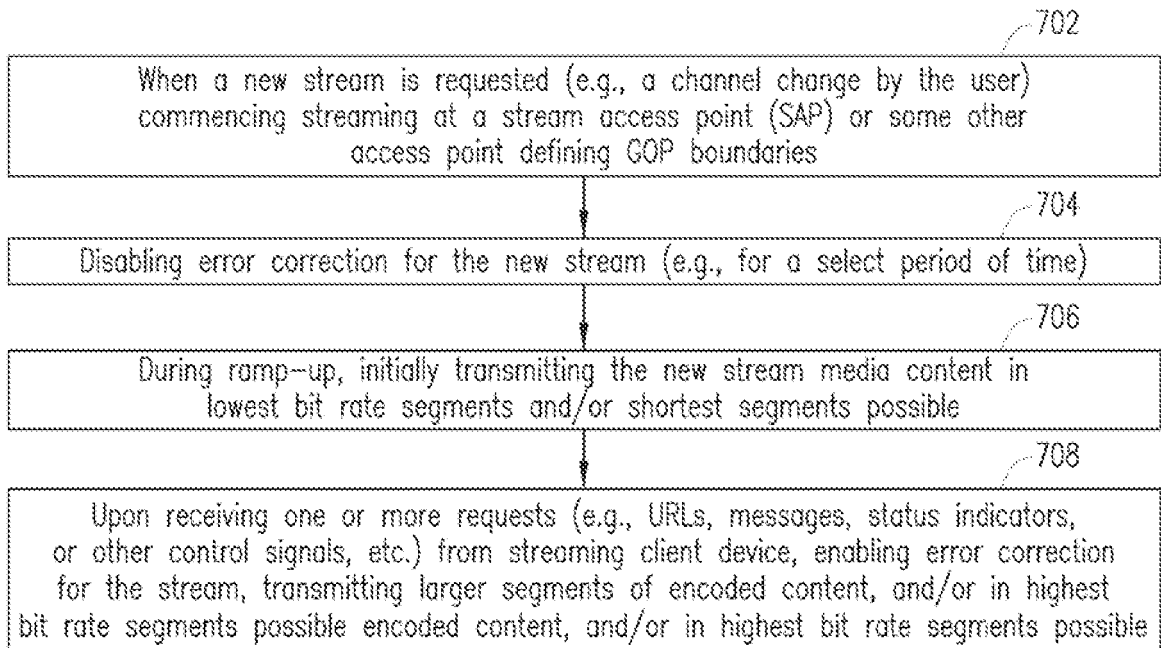 702
When a new stream is requested (e.g., a channel change by the user)
commencing streaming at a stream access point (SAP) or some other
access point defining GOP boundaries
704
Disabling error correction for the new stream (e.g., for a select period of time)
706
During ramp-up, initially transmitting the new stream media content in
lowest bit rate segments and/or shortest segments possible
708
Upon receiving one or more requests (e.g., URLs, messages, status indicators,
or other control signals, etc.) from streaming client device, enabling error correction
for the stream, transmitting larger segments of encoded content, and/or in highest
bit rate segments possible encoded content, and/or in highest bit rate segments possible